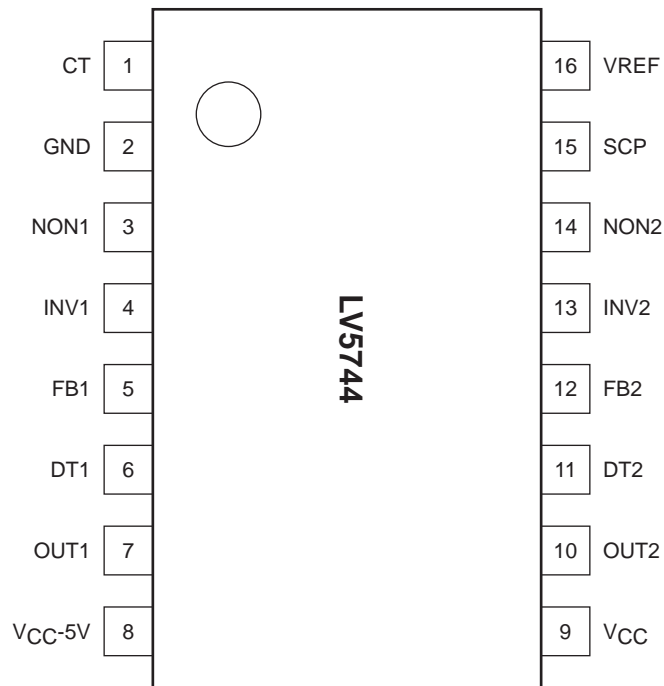 CT 1 16 VREF
GND 2 15 SCP
NON1 3 14 NON2
INV1 4 13 INV2
LV5744
FB1 5 12 FB2
DT1 6 11 DT2
OUT1 7 10 OUT2
VCC-5V 8 9 VCC